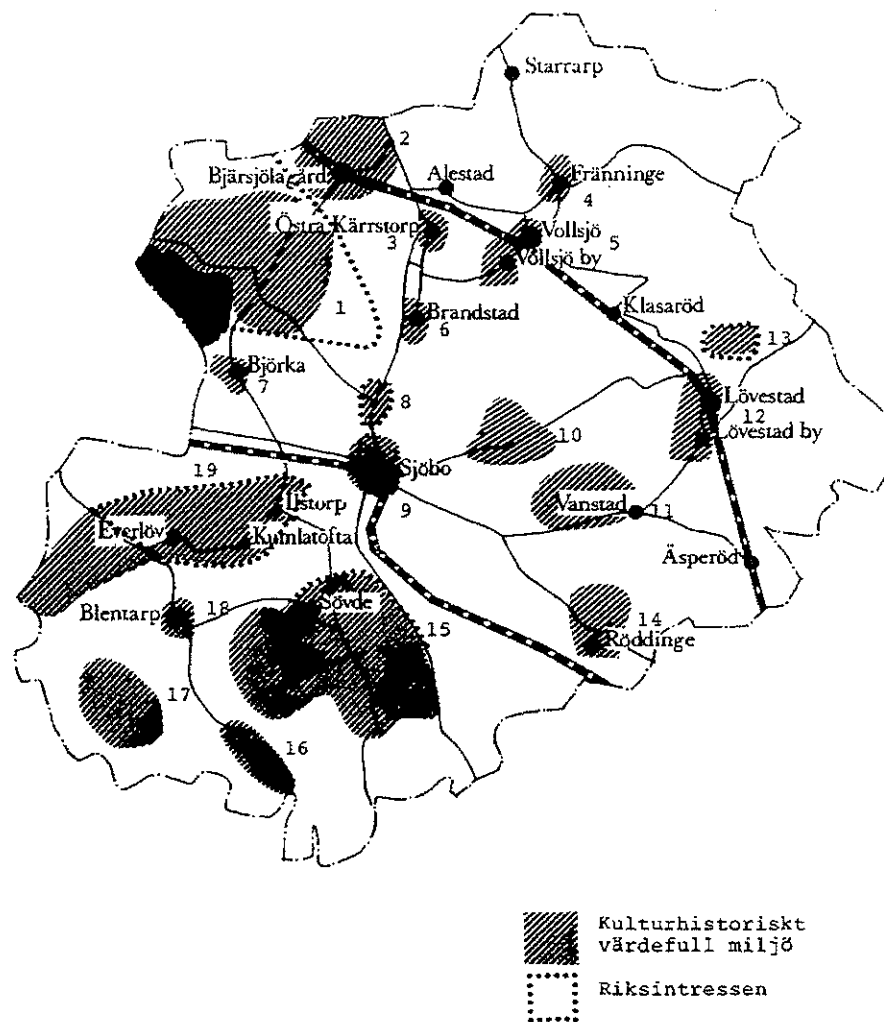 Starrarp
2
Bjärsjölagård
Alestad
Fränninge
4
Östra Kärrstorp
3
Vollsjö
5
Vollsjö by
1
Brandstad
6
Klasaröd
13
Björka
7
8
Lövestad
12
Lövestad by
10
19
Sjöbo
9
Ilstorp
Vanstad
11
Everlöv
Kumlatofta
Äsperöd
Sövde
Blentarp
18
15
14
Röddinge
17
16
Kulturhistoriskt
värdefull miljö
Riksintressen